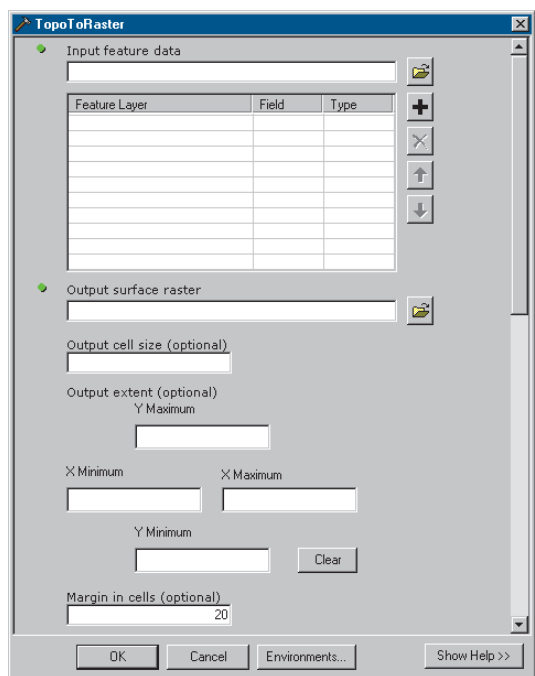 TopoToRaster
Input feature data
Feature Layer Field Type
Output surface raster
Output cell size (optional)
Output extent (optional)
Y Maximum
X Minimum X Maximum
Y Minimum
Clear
Margin in cells (optional)
20
OK Cancel Environments... Show Help >>